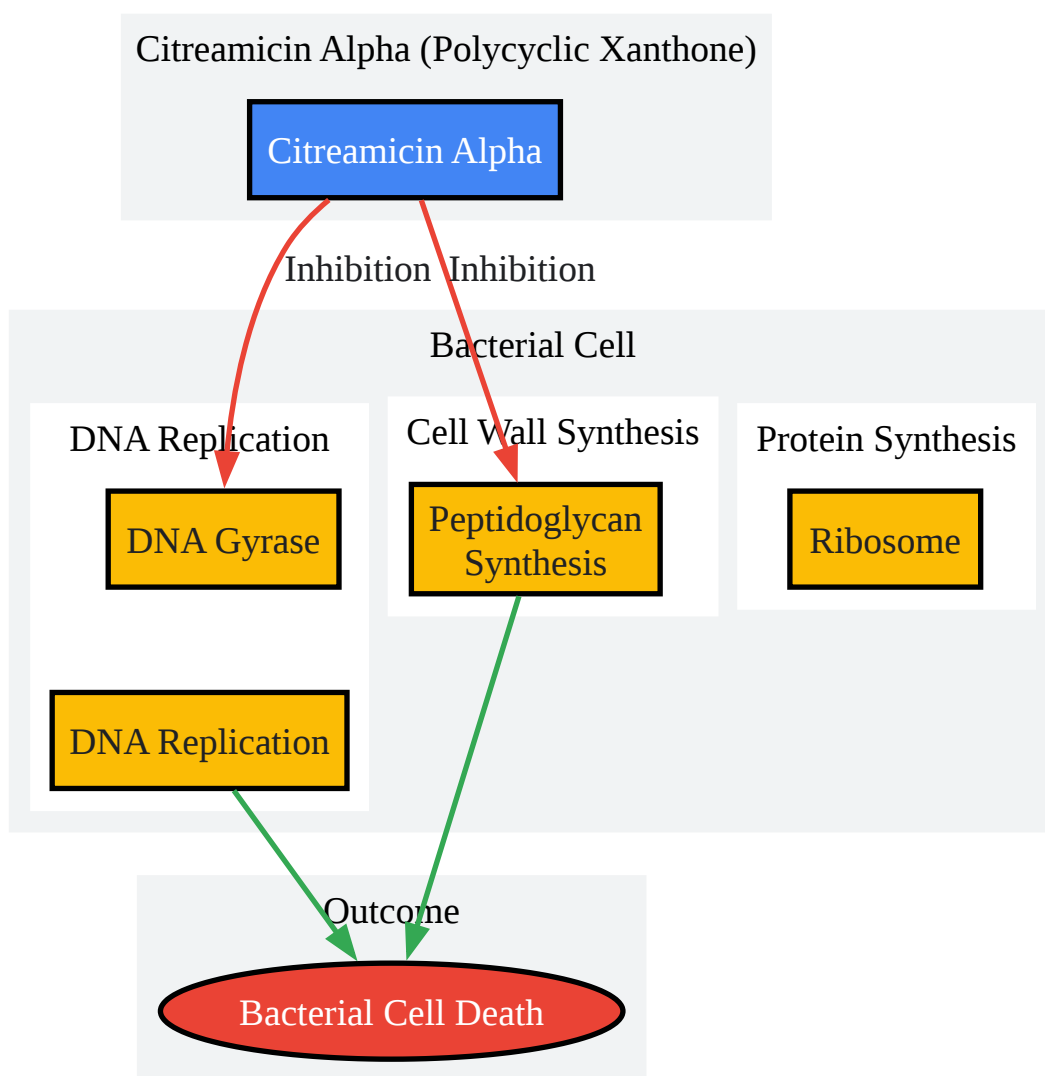 Citreamicin Alpha (Polycyclic Xanthone)
Citreamicin Alpha
Inhibition
Inhibition
Bacterial Cell
DNA Replication
DNA Gyrase
DNA Replication
Cell Wall Synthesis
Peptidoglycan
Synthesis
Protein Synthesis
Ribosome
Outcome
Bacterial Cell Death